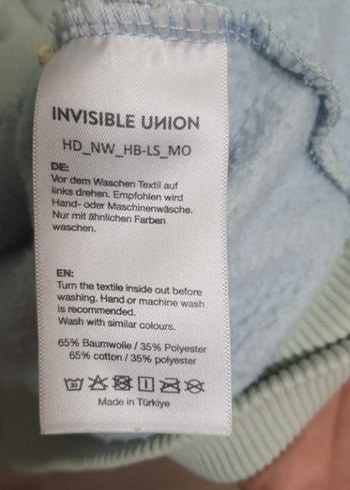 INVISIBLE UNION
HD_NW_HB-LS_MO
DE:
Vor dem Waschen Textil auf
links drehen. Empfohlen wird
Hand- oder Maschinenwäsche.
Nur mit ähnlichen Farben
waschen.
EN:
Turn the textile inside out before
washing. Hand or machine wash
is recommended.
Wash with similar colours.
65% Baumwolle / 35% Polyester
65% cotton / 35% polyester
30
Made in Türkiye